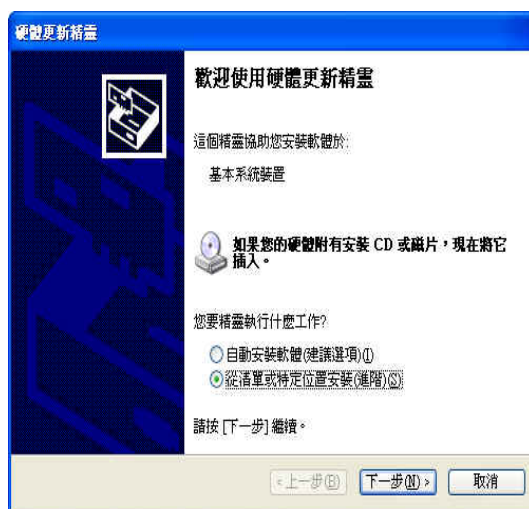 硬體更新精靈
歡迎使用硬體更新精靈
這個精靈協助您安裝軟體於:
基本系統裝置
如果您的硬體附有安裝 CD 或磁片，現在將它
插入。
您要精靈執行什麼工作?
自動安裝軟體(建議選項)(I)
從清單或特定位置安裝(進階)(S)
請按 [下一步] 繼續。
<上一步(B)
下一步(N)>
取消